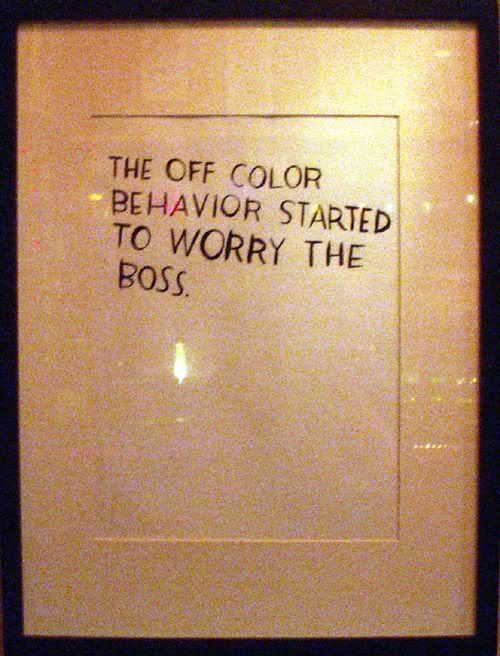 THE OFF COLOR
BEHAVIOR STARTED
TO WORRY THE
BOSS.